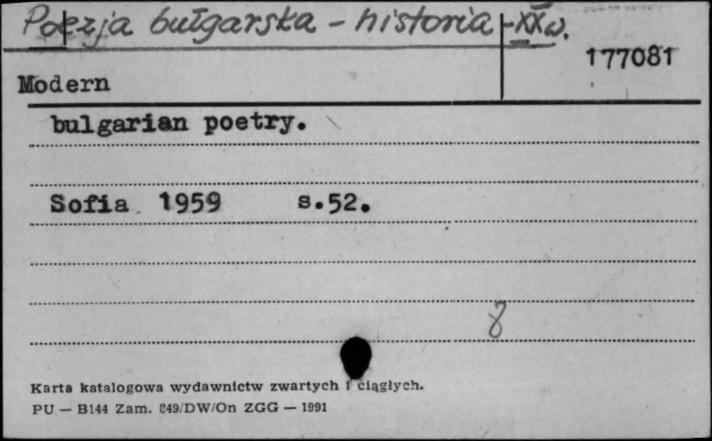 Poezja bułgarska - historia - XX w.
177081
Modern
bulgarian poetry.
Sofia 1959 s.52.
8
Karta katalogowa wydawnictw zwartych i ciągłych.
PU — B144 Zam. 849/DW/On ZGG — 1991